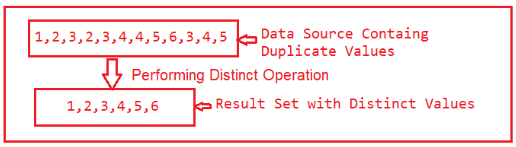 1,2,3,2,3,4,4,5,6,3,4,5
Data Source Containg
Duplicate Values
Performing Distinct Operation
1,2,3,4,5,6
Result Set with Distinct Values